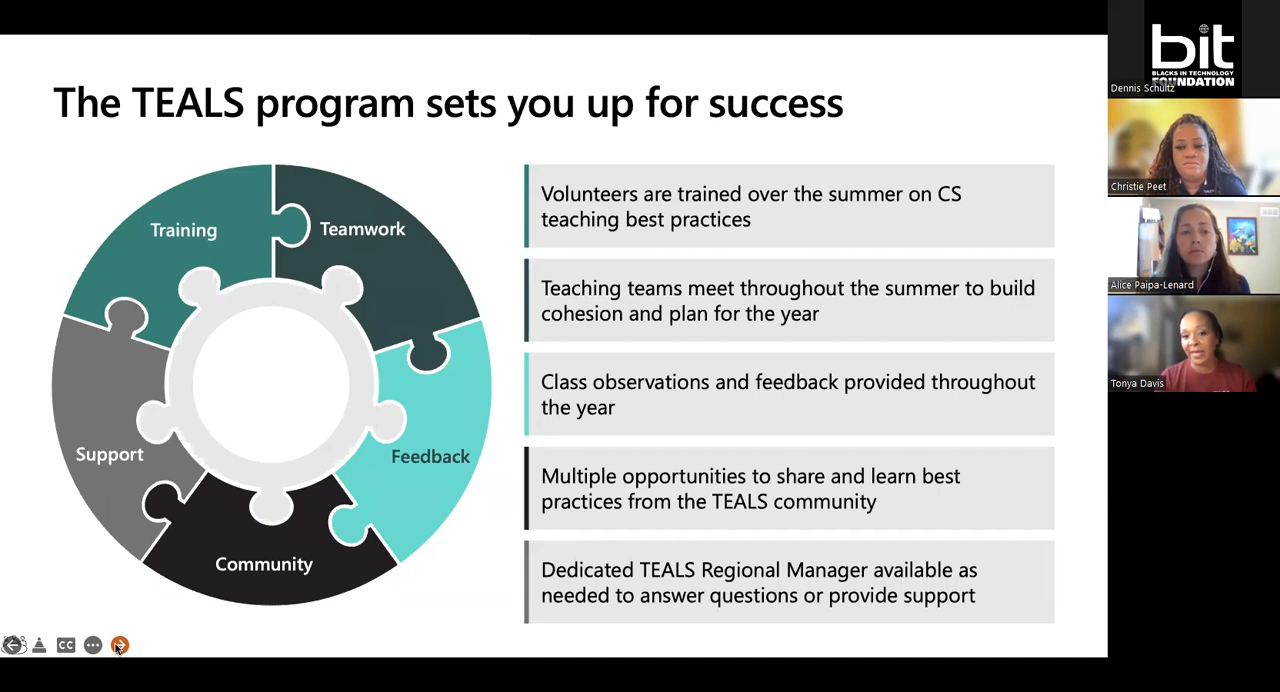 The TEALS program sets you up for success
Training
Teamwork
Support
Feedback
Community
Volunteers are trained over the summer on CS
teaching best practices
Teaching teams meet throughout the summer to build
cohesion and plan for the year
Class observations and feedback provided throughout
the year
Multiple opportunities to share and learn best
practices from the TEALS community
Dedicated TEALS Regional Manager available as
needed to answer questions or provide support
CC
bit
BLACKS IN TECHNOLOGY
FOUNDATION
Dennis Schultz
Christie Peet
Alice Paipa-Lenard
Tonya Davis